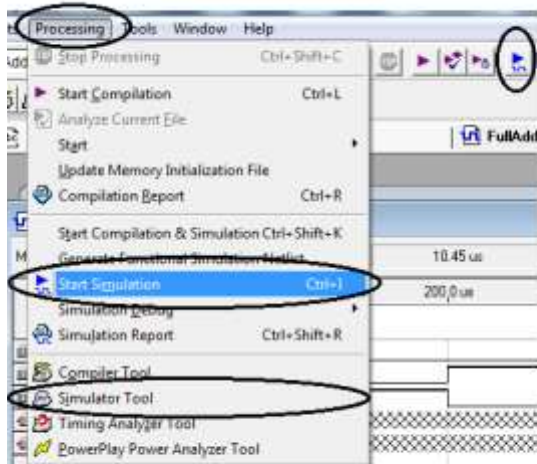 Processing Tools Window Help
Stop Processing Ctrl+Shift+C
Start Compilation Ctrl+L
Analyze Current File
Start
Update Memory Initialization File
Compilation Report Ctrl+R
FullAdd
Start Compilation & Simulation Ctrl+Shift+K
Generate Functional Simulation Netlist
10.45 us
Start Simulation Ctrl+I
200,0 us
Simulation Debug
Simulation Report Ctrl+Shift+R
Compiler Tool
Simulator Tool
Timing Analyzer Tool
PowerPlay Power Analyzer Tool